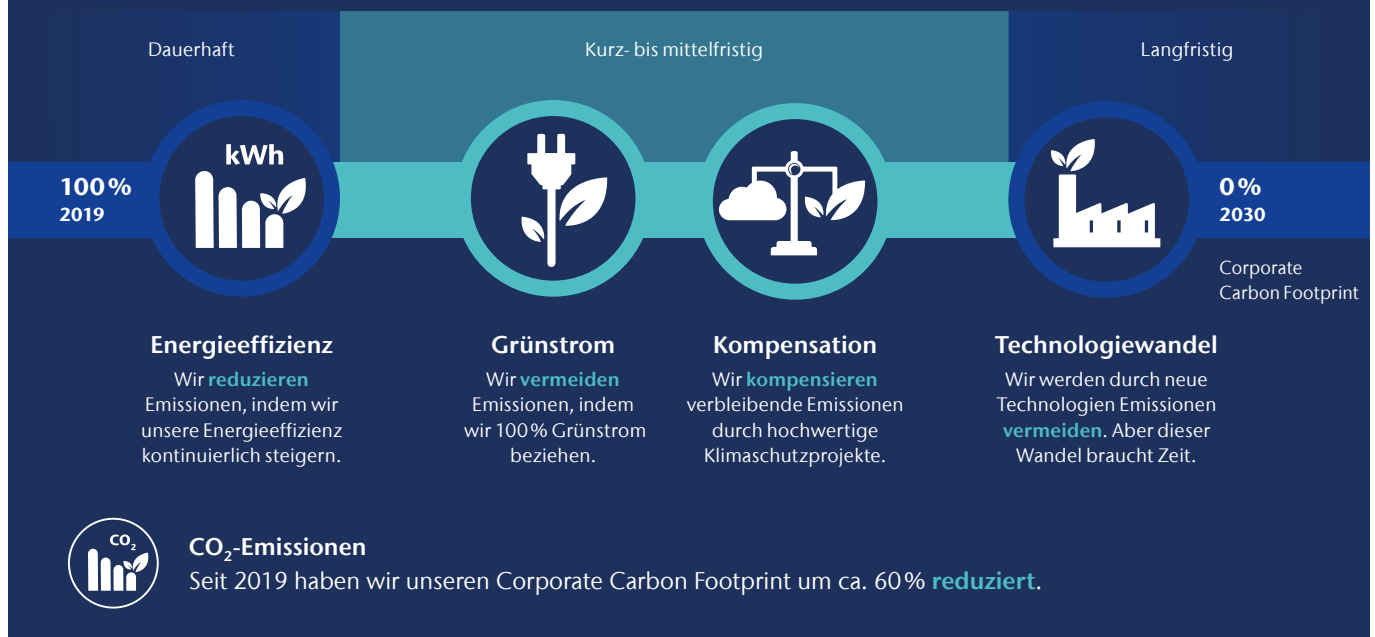 Dauerhaft
Kurz- bis mittelfristig
Langfristig
kWh
100 %
2019
0 %
2030
Corporate
Carbon Footprint
Energieeffizienz
Wir reduzieren
Emissionen, indem wir
unsere Energieeffizienz
kontinuierlich steigern.
Grünstrom
Wir vermeiden
Emissionen, indem
wir 100 % Grünstrom
beziehen.
Kompensation
Wir kompensieren
verbleibende Emissionen
durch hochwertige
Klimaschutzprojekte.
Technologiewandel
Wir werden durch neue
Technologien Emissionen
vermeiden. Aber dieser
Wandel braucht Zeit.
CO₂
CO₂-Emissionen
Seit 2019 haben wir unseren Corporate Carbon Footprint um ca. 60 % reduziert.